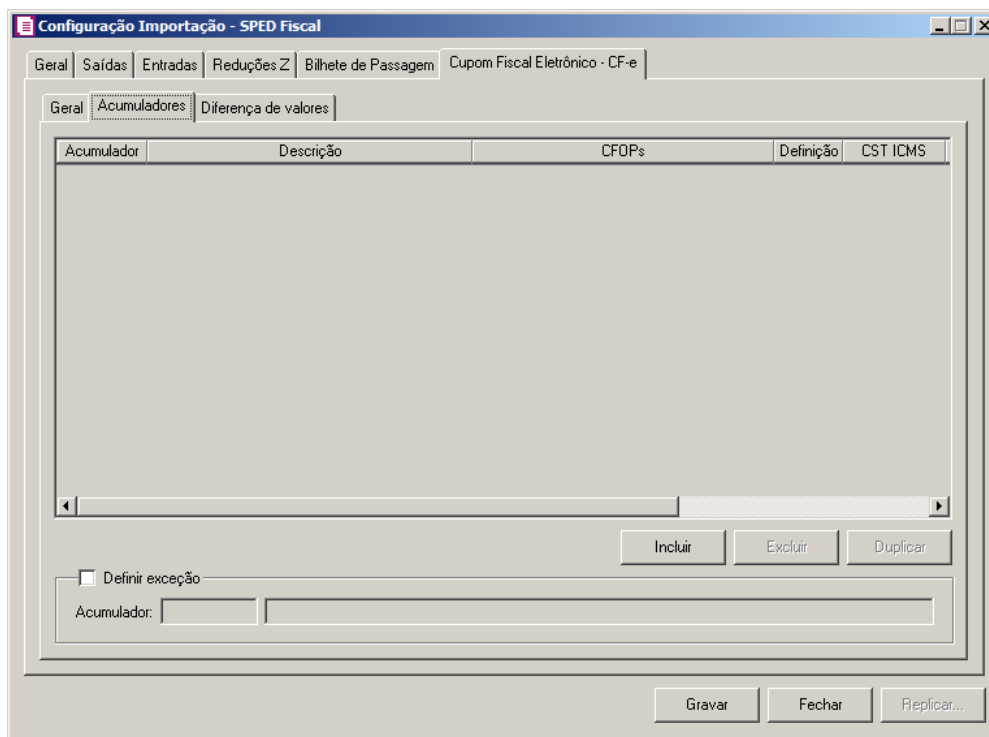 Configuração Importação - SPED Fiscal
Geral Saídas Entradas Reduções Z Bilhete de Passagem Cupom Fiscal Eletrônico - CF-e
Geral Acumuladores Diferença de valores
Acumulador Descrição CFOPs Definição CST ICMS
Incluir Excluir Duplicar
Definir exceção
Acumulador:
Gravar Fechar Replicar...